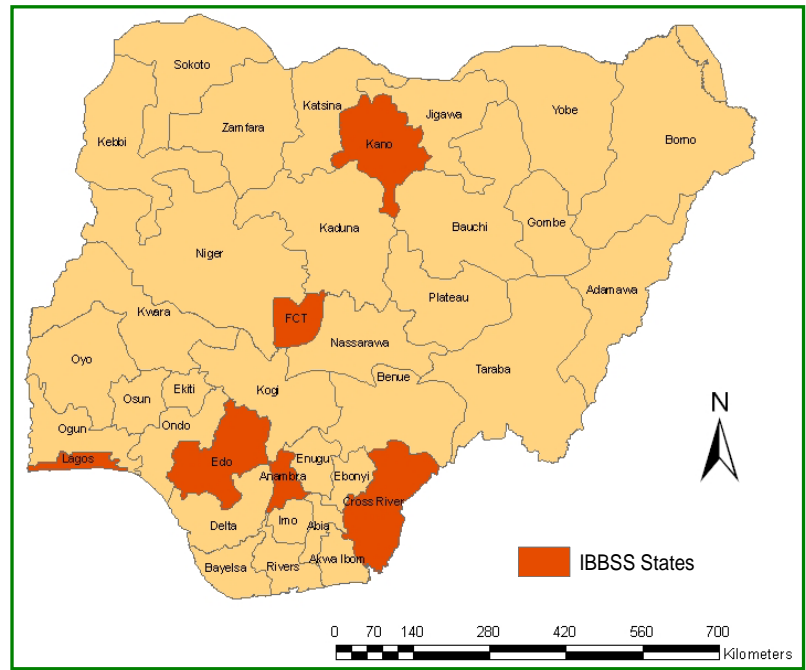 Sokoto
Katsina
Jigawa
Yobe
Zamfara
Borno
Kebbi
Kano
Kaduna
Bauchi
Gombe
Niger
Adamawa
Plateau
Kwara
FCT
Nassarawa
Oyo
Taraba
Benue
Ekiti
Kogi
Osun
N
Ondo
Ogun
Enugu
Lagos
Edo
Anambra
Ebonyi
Cross River
Delta
Imo
Abia
Akwa Ibom
Bayelsa
Rivers
IBBSS States
0 70 140 280 420 560 700
Kilometers